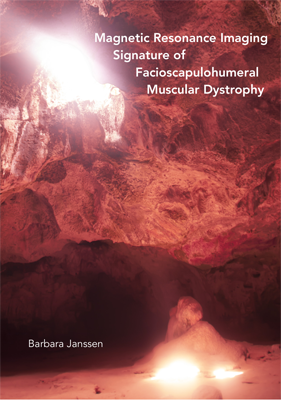 Magnetic Resonance Imaging
Signature of
Facioscapulohumeral
Muscular Dystrophy
Barbara Janssen